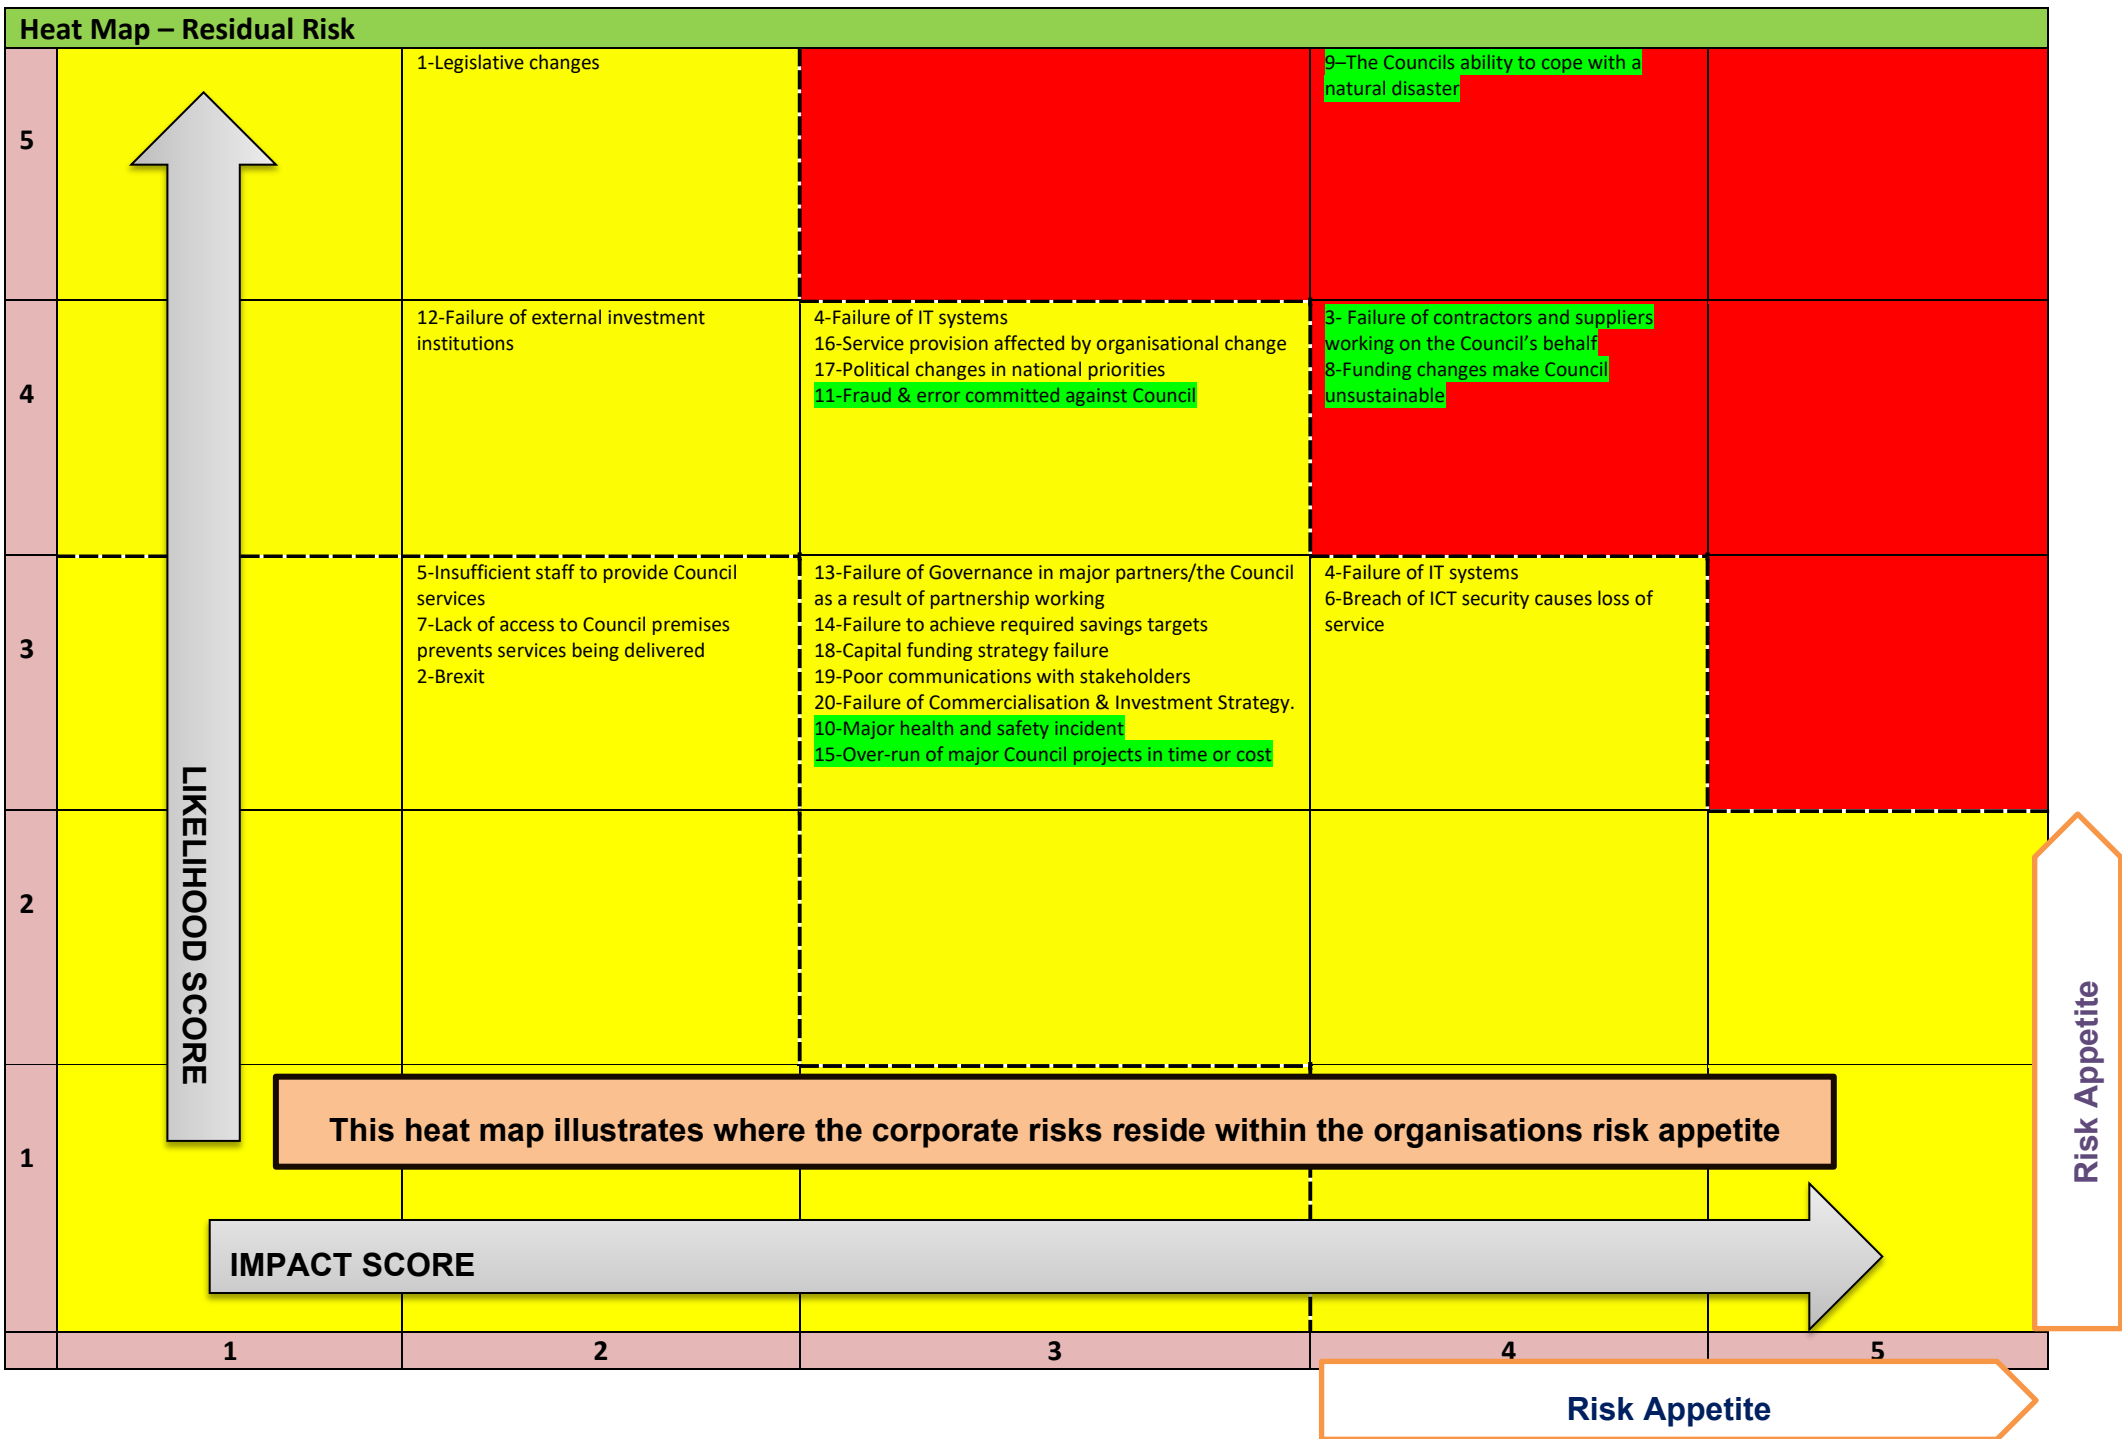 Heat Map – Residual Risk
5
1-Legislative changes
9–The Councils ability to cope with a
natural disaster
4
12-Failure of external investment
institutions
4-Failure of IT systems
16-Service provision affected by organisational change
17-Political changes in national priorities
11-Fraud & error committed against Council
3- Failure of contractors and suppliers
working on the Council’s behalf
8-Funding changes make Council
unsustainable
3
5-Insufficient staff to provide Council
services
7-Lack of access to Council premises
prevents services being delivered
2-Brexit
13-Failure of Governance in major partners/the Council
as a result of partnership working
14-Failure to achieve required savings targets
18-Capital funding strategy failure
19-Poor communications with stakeholders
20-Failure of Commercialisation & Investment Strategy.
10-Major health and safety incident
15-Over-run of major Council projects in time or cost
4-Failure of IT systems
6-Breach of ICT security causes loss of
service
LIKELIHOOD SCORE
2
Risk Appetite
1
This heat map illustrates where the corporate risks reside within the organisations risk appetite
IMPACT SCORE
1
2
3
4
5
Risk Appetite